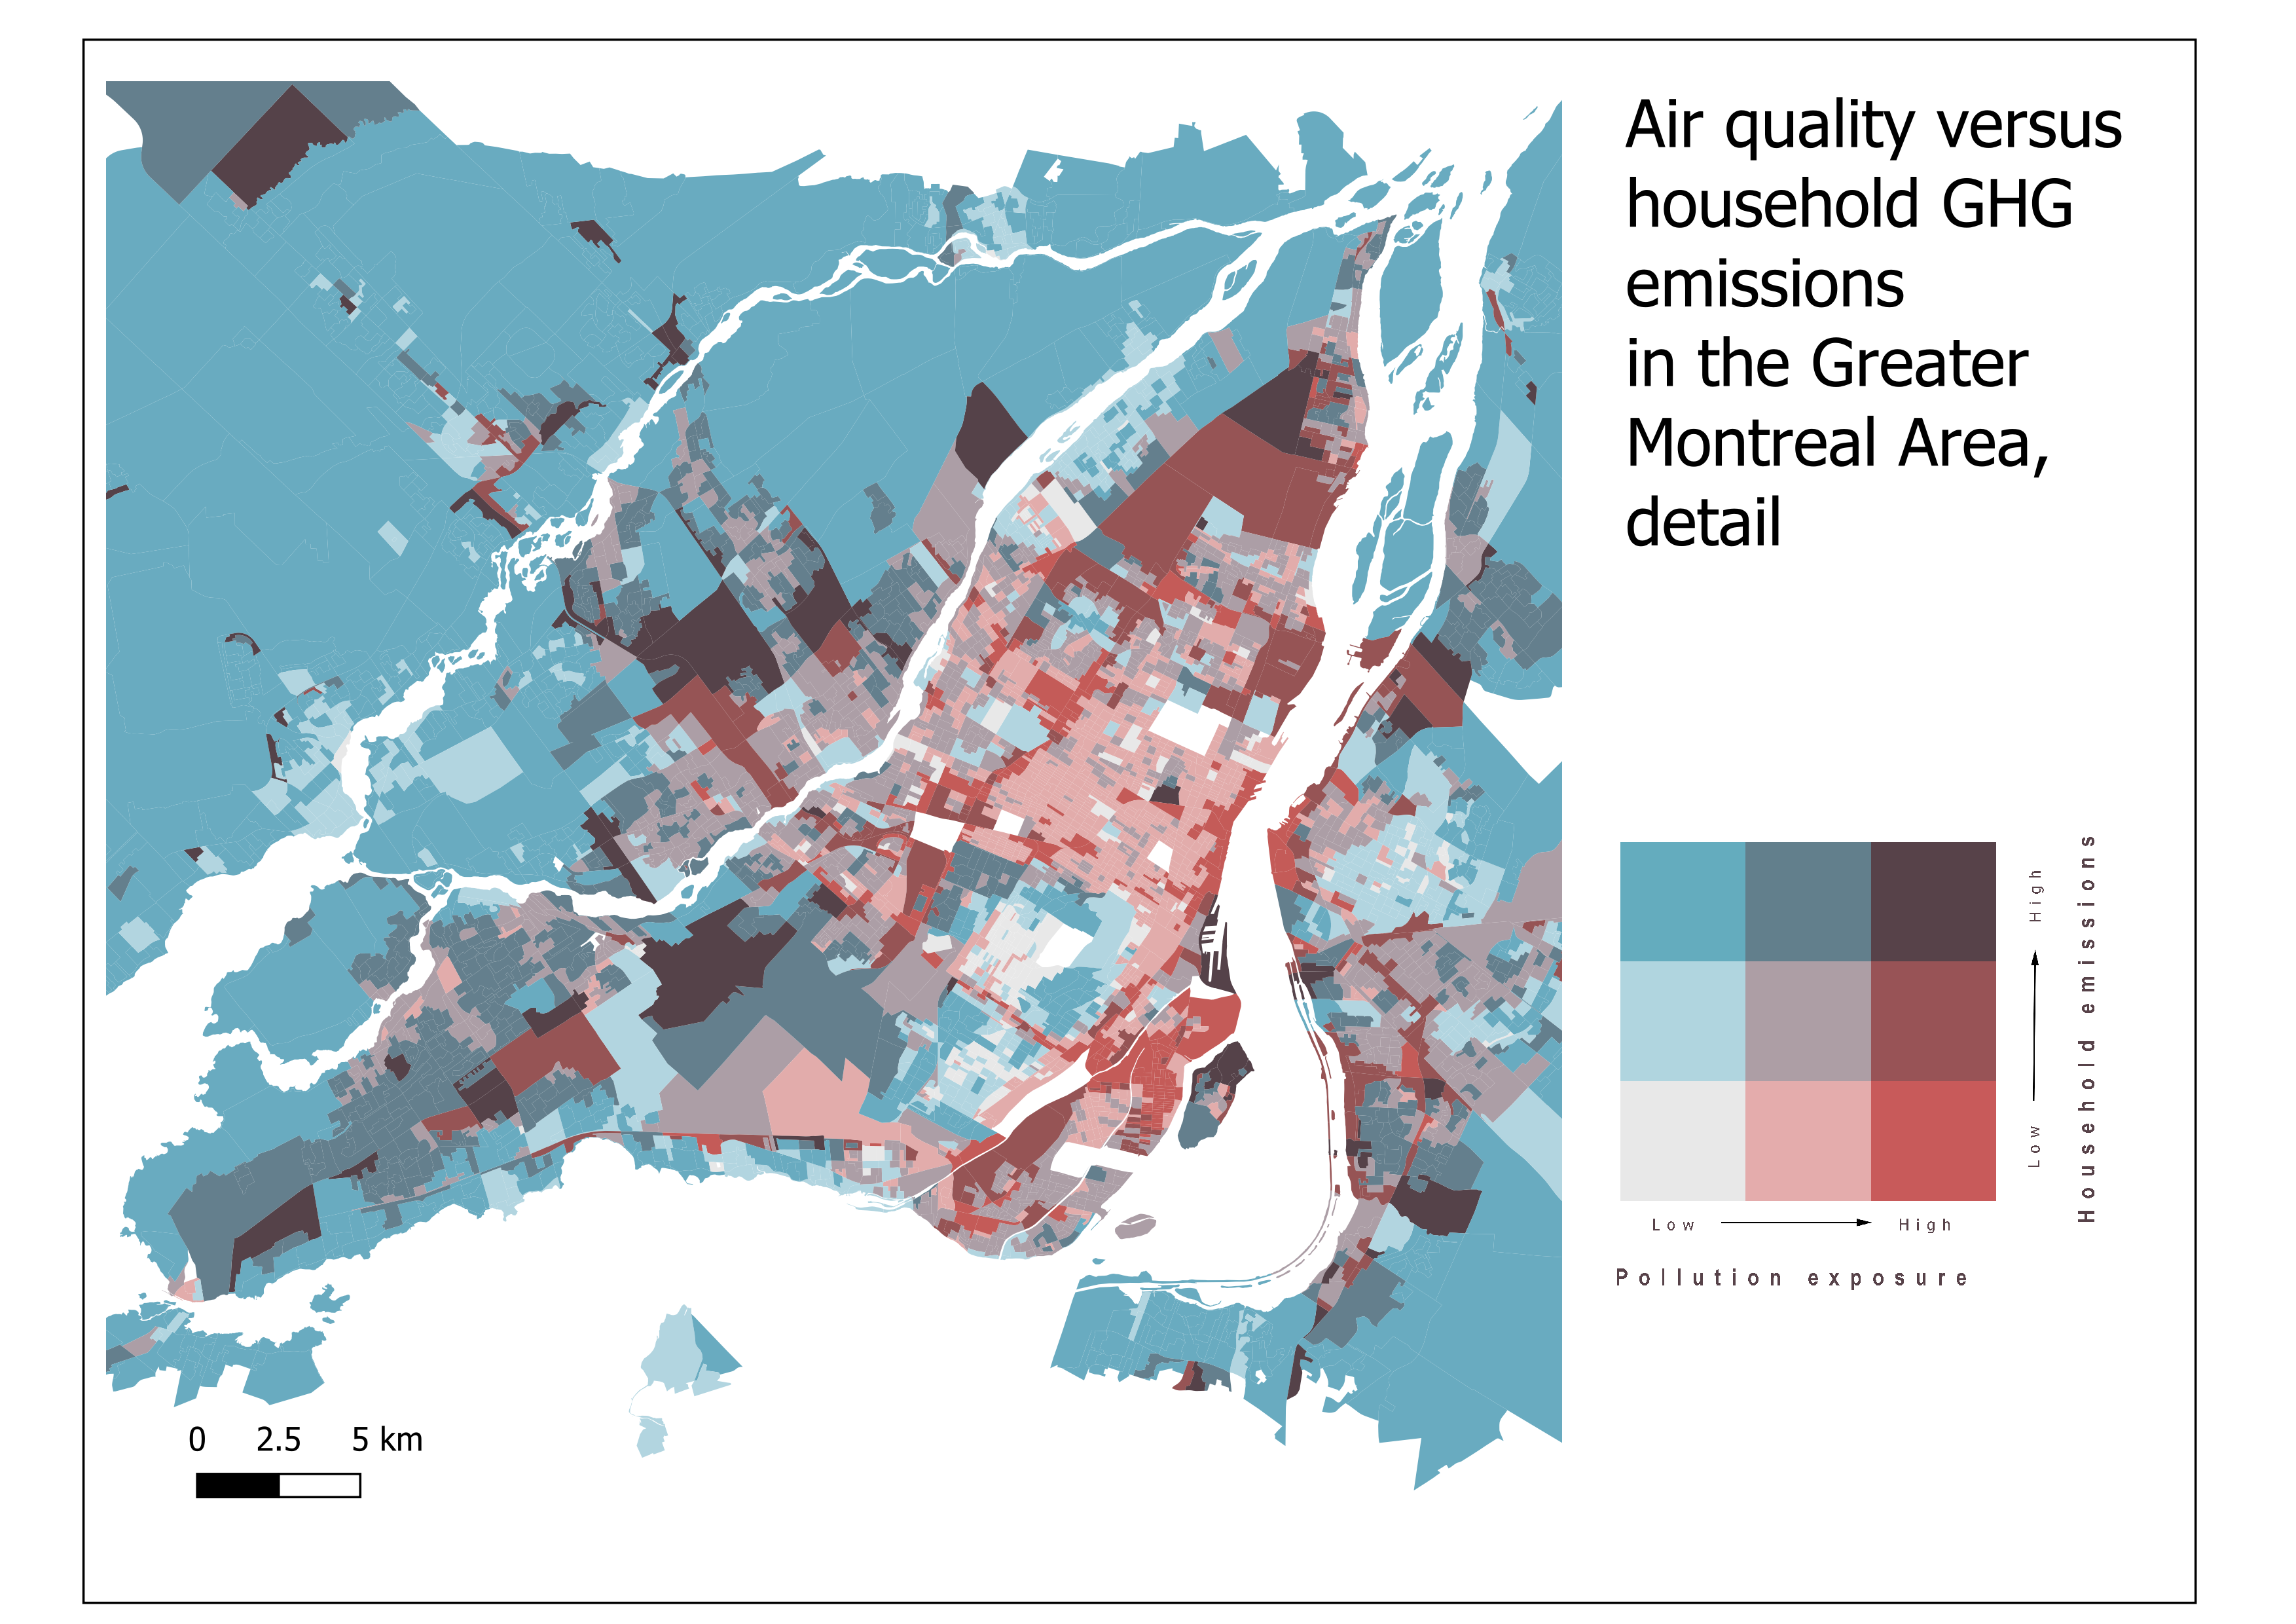 Air quality versus
household GHG
emissions
in the Greater
Montreal Area,
detail
High
Low
Household emissions
Low
High
Pollution exposure
0 2.5 5 km